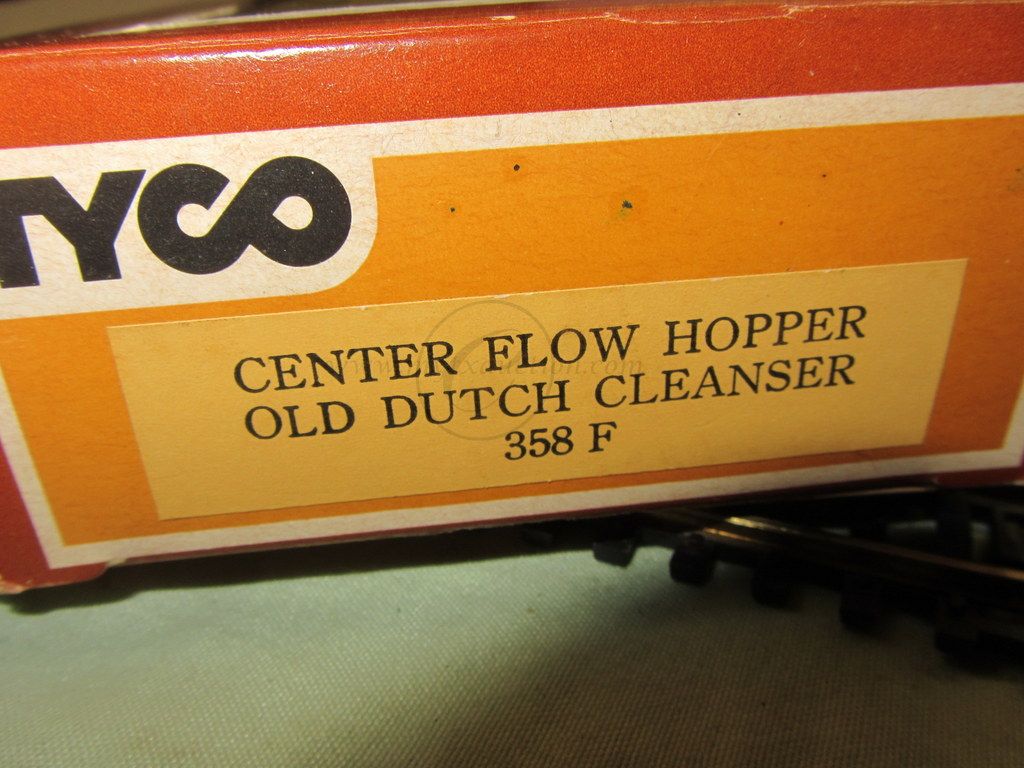 TYCO
CENTER FLOW HOPPER
OLD DUTCH CLEANSER
358 F